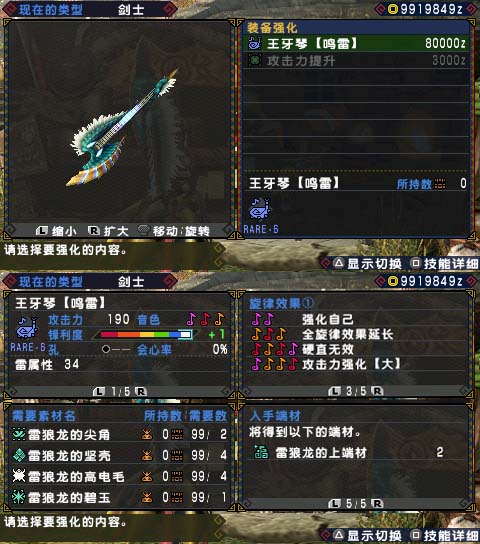 现在的类型 剑士
9919849z
装备强化
王牙琴【鸣雷】 80000z
攻击力提升 3000z
王牙琴【鸣雷】 所持数 0
RARE-6
L 缩小 R 扩大 移动/旋转
请选择要强化的内容。
△显示切换 □技能详细
现在的类型 剑士
9919849z
王牙琴【鸣雷】
攻击力 190 音色
锋利度 +1
RARE-6 孔 ●-- 会心率 0%
雷属性 34
L 1/5 R
旋律效果①
强化自己
全旋律效果延长
硬直无效
攻击力强化【大】
L 3/5 R
需要素材名 所持数 需要数
雷狼龙的尖角 0 99/ 2
雷狼龙的坚壳 0 99/ 4
雷狼龙的高电毛 0 99/ 4
雷狼龙的碧玉 0 99/ 1
入手端材
将得到以下的端材。
雷狼龙的上端材 2
L 5/5 R
请选择要强化的内容。
△显示切换 □技能详细